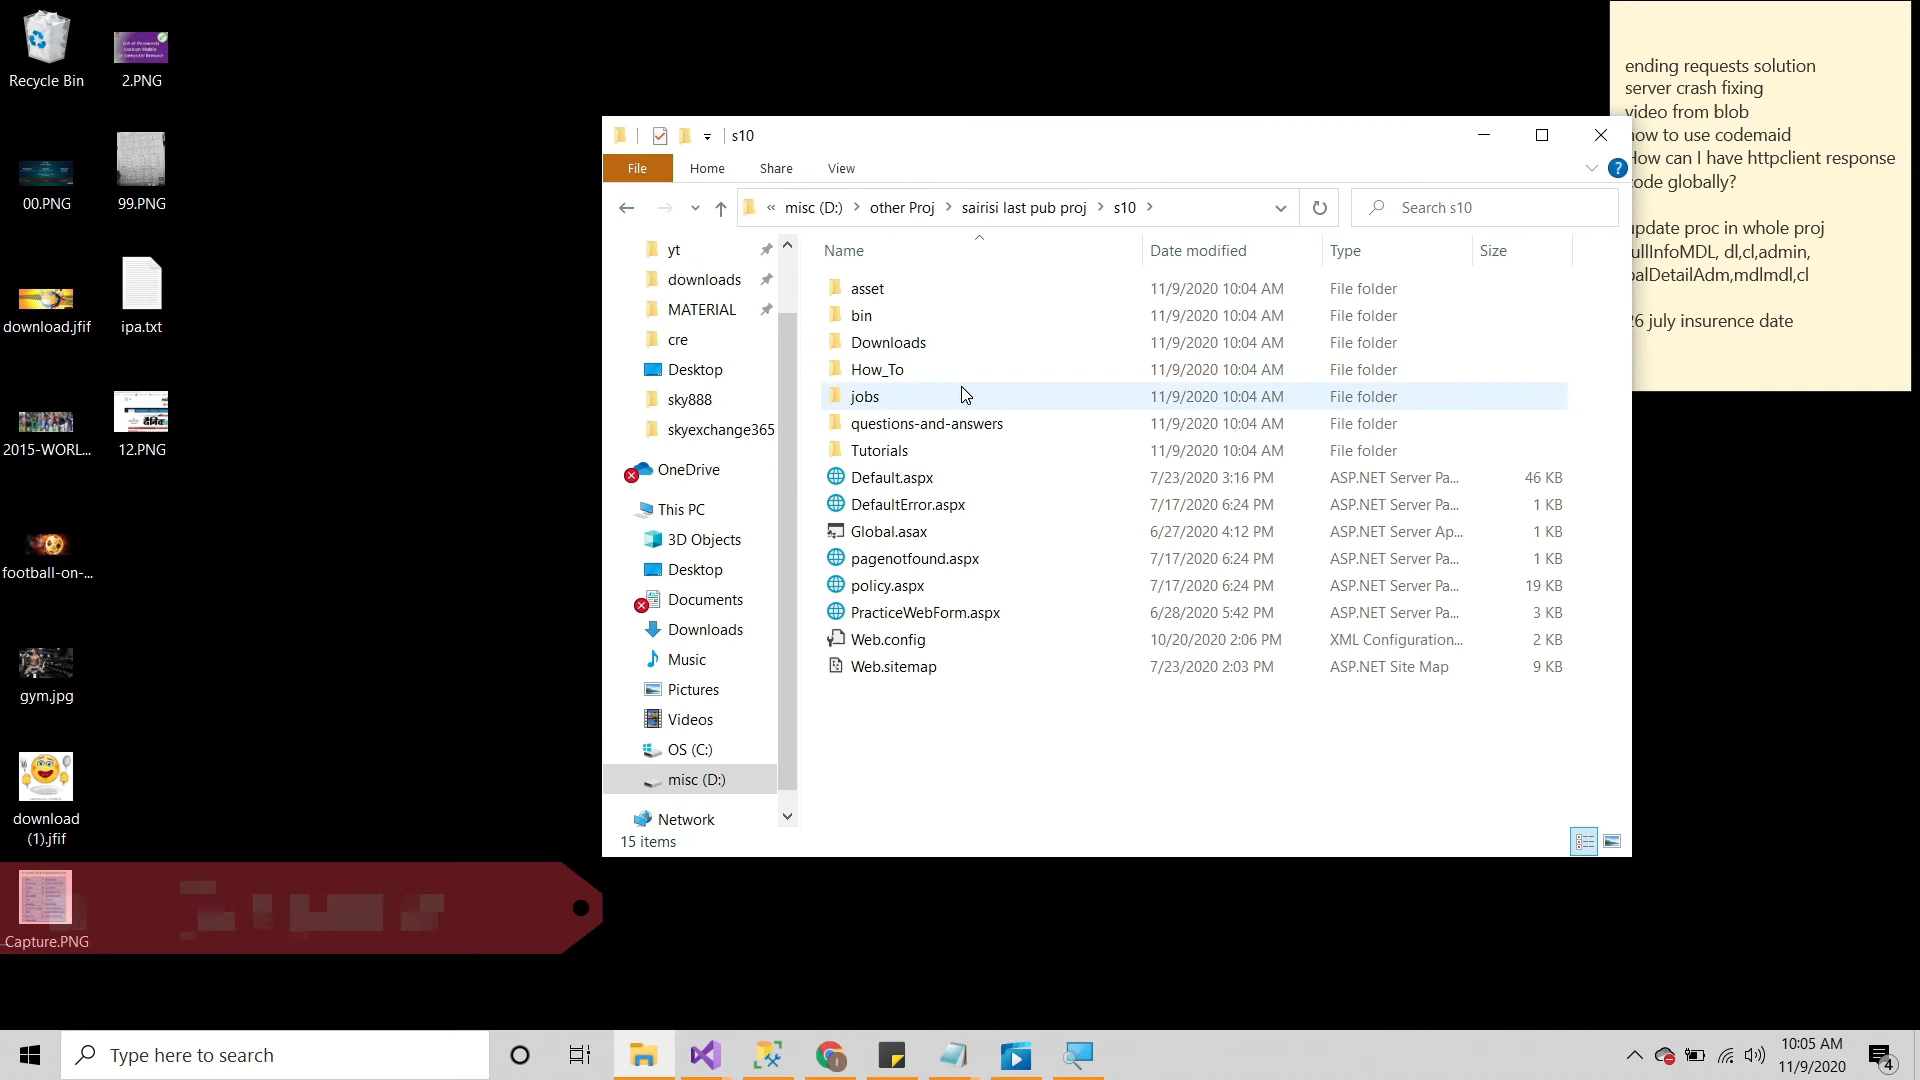 Recycle Bin
2.PNG
00.PNG
99.PNG
download.jfif
ipa.txt
2015-WORL...
12.PNG
football-on-...
gym.jpg
download
(1).jfif
Capture.PNG
s10
File
Home
Share
View
?
« misc (D:) > other Proj > sairisi last pub proj > s10 >
Search s10
yt
downloads
MATERIAL
cre
Desktop
sky888
skyexchange365
OneDrive
This PC
3D Objects
Desktop
Documents
Downloads
Music
Pictures
Videos
OS (C:)
misc (D:)
Network
15 items
Name Date modified Type Size
asset 11/9/2020 10:04 AM File folder
bin 11/9/2020 10:04 AM File folder
Downloads 11/9/2020 10:04 AM File folder
How_To 11/9/2020 10:04 AM File folder
jobs 11/9/2020 10:04 AM File folder
questions-and-answers 11/9/2020 10:04 AM File folder
Tutorials 11/9/2020 10:04 AM File folder
Default.aspx 7/23/2020 3:16 PM ASP.NET Server Pa... 46 KB
DefaultError.aspx 7/17/2020 6:24 PM ASP.NET Server Pa... 1 KB
Global.asax 6/27/2020 4:12 PM ASP.NET Server Ap... 1 KB
pagenotfound.aspx 7/17/2020 6:24 PM ASP.NET Server Pa... 1 KB
policy.aspx 7/17/2020 6:24 PM ASP.NET Server Pa... 19 KB
PracticeWebForm.aspx 6/28/2020 5:42 PM ASP.NET Server Pa... 3 KB
Web.config 10/20/2020 2:06 PM XML Configuration... 2 KB
Web.sitemap 7/23/2020 2:03 PM ASP.NET Site Map 9 KB
ending requests solution
server crash fixing
video from blob
now to use codemaid
How can I have httpclient response
code globally?
update proc in whole proj
ullInfoMDL, dl,cl,admin,
balDetailAdm,mdlmdl,cl
26 july insurence date
Type here to search
10:05 AM
11/9/2020
4